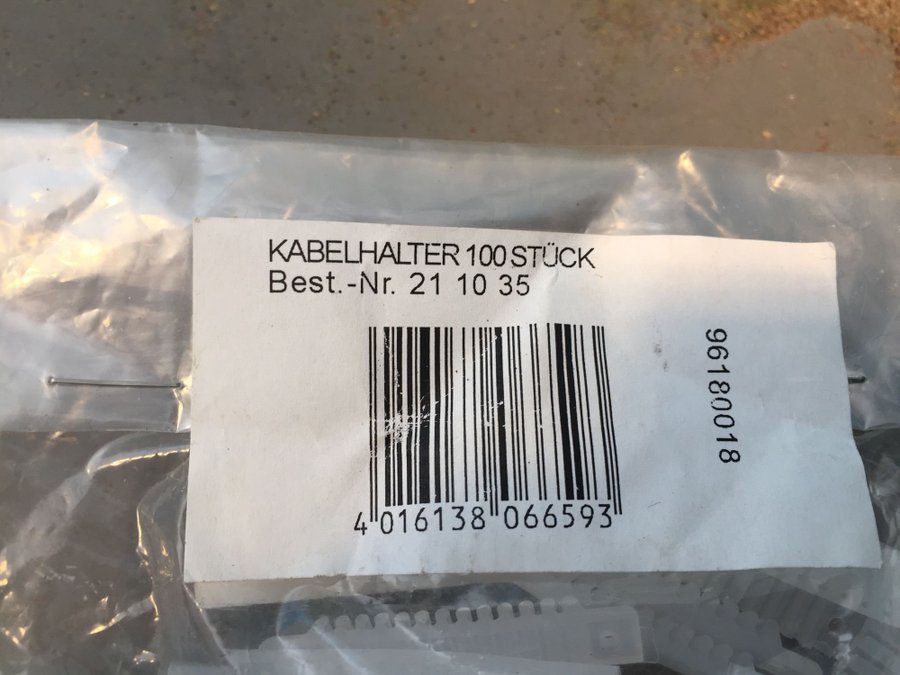 KABELHALTER 100 STÜCK
Best.-Nr. 21 10 35
96180018
4 016138 066593